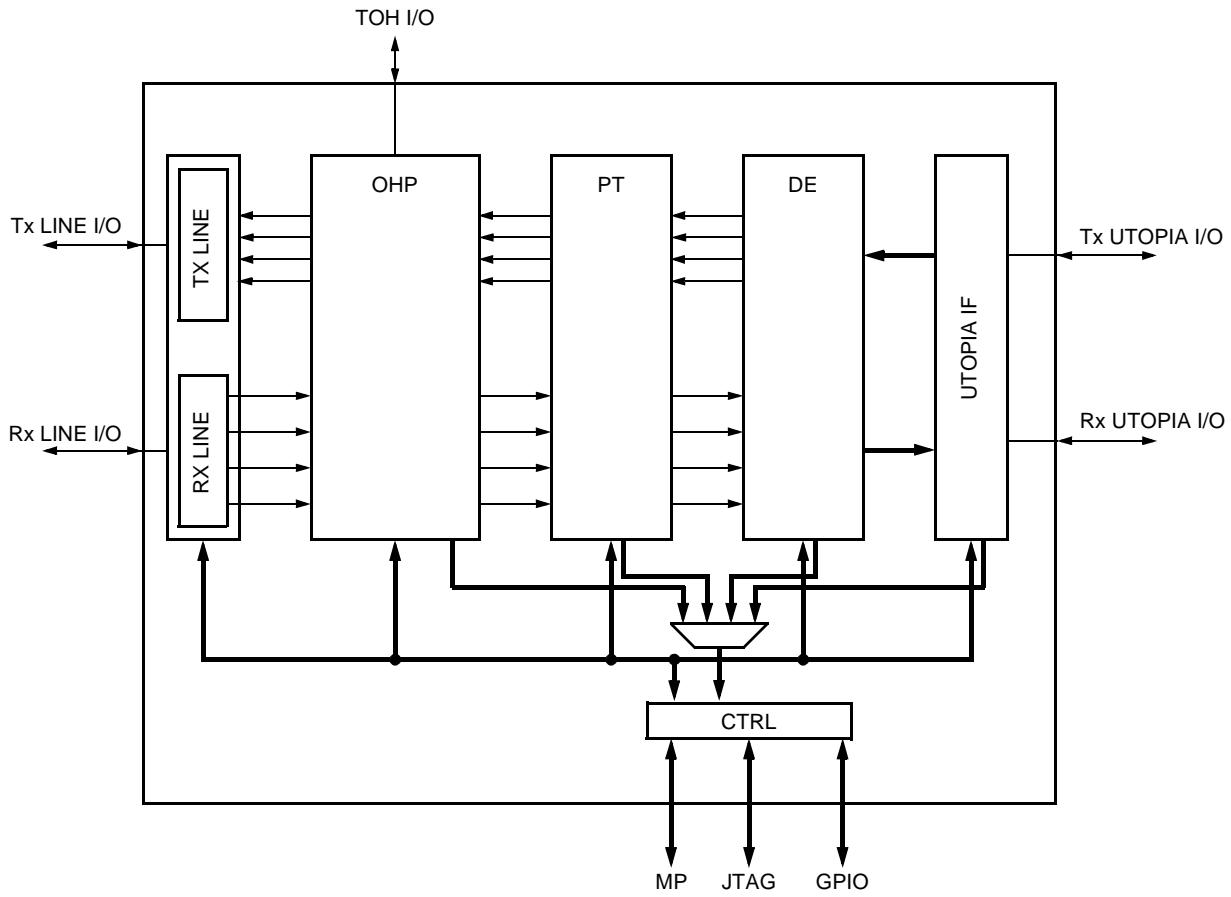 TOH I/O
OHP
PT
DE
Tx LINE I/O
TX LINE
Tx UTOPIA I/O
UTOPIA IF
Rx LINE I/O
RX LINE
Rx UTOPIA I/O
CTRL
MP
JTAG
GPIO